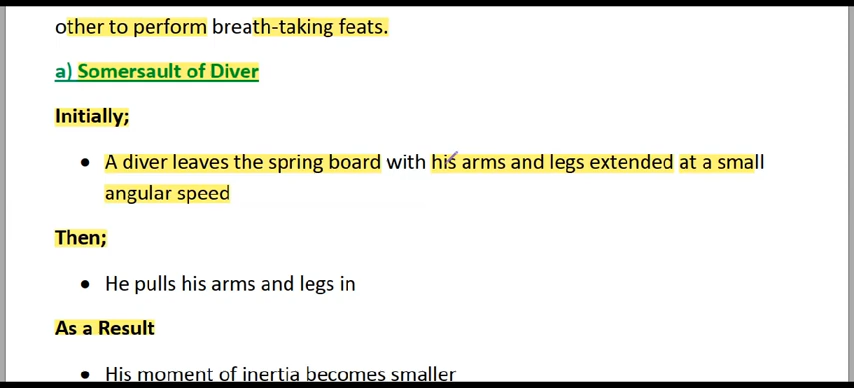 other to perform breath-taking feats.
a) Somersault of Diver
Initially;
• A diver leaves the spring board with his arms and legs extended at a small
angular speed
Then;
• He pulls his arms and legs in
As a Result
• His moment of inertia becomes smaller